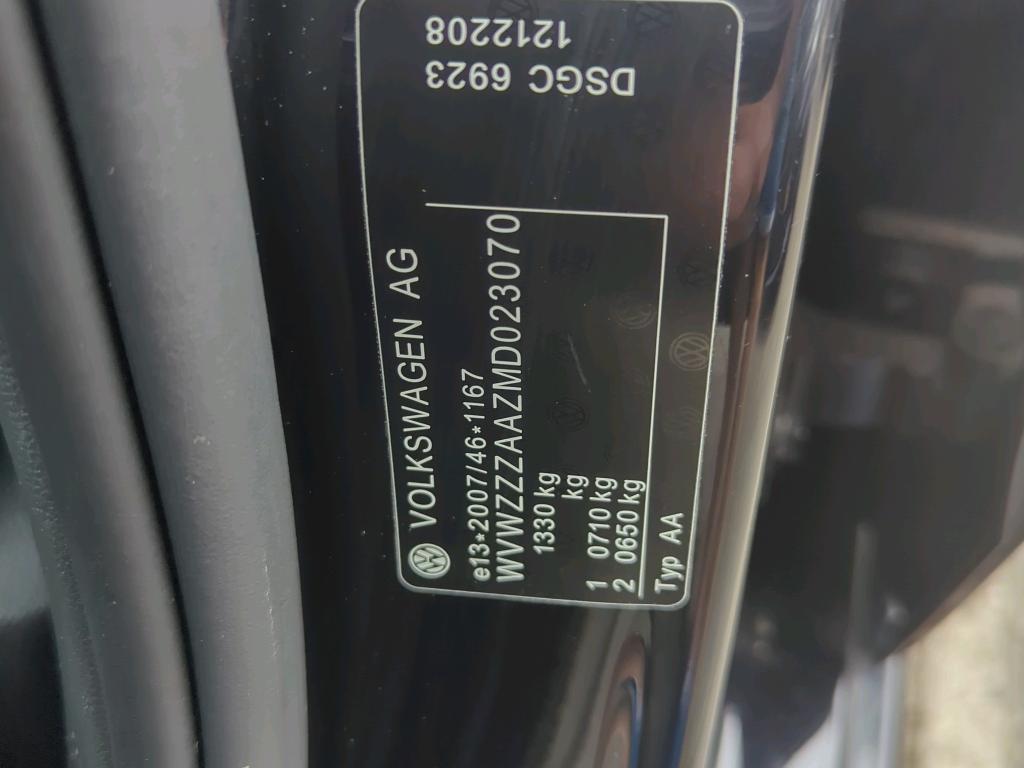 VOLKSWAGEN AG
e13*2007/46*1167
WVWZZZAAZMD023070
1330 kg
kg
1 0710 kg
2 0650 kg
Typ AA
DSGC 6923
1212208